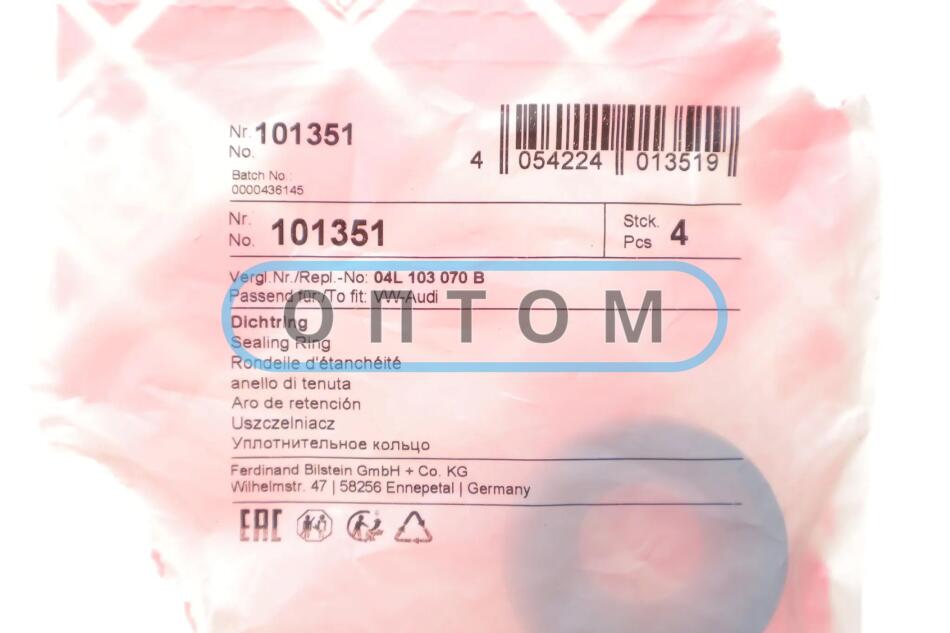 Nr. 101351
No.
4 054224 013519
Batch No.:
0000436145
Nr.
No. 101351
Stck.
Pcs 4
Vergl.Nr./Repl.-No: 04L 103 070 B
Passend für/To fit: VW-Audi
ОПТОМ
Dichtring
Sealing Ring
Rondelle d'étanchéité
anello di tenuta
Aro de retención
Uszczelniacz
Уплотнительное кольцо
Ferdinand Bilstein GmbH + Co. KG
Wilhelmstr. 47 | 58256 Ennepetal | Germany
EAC